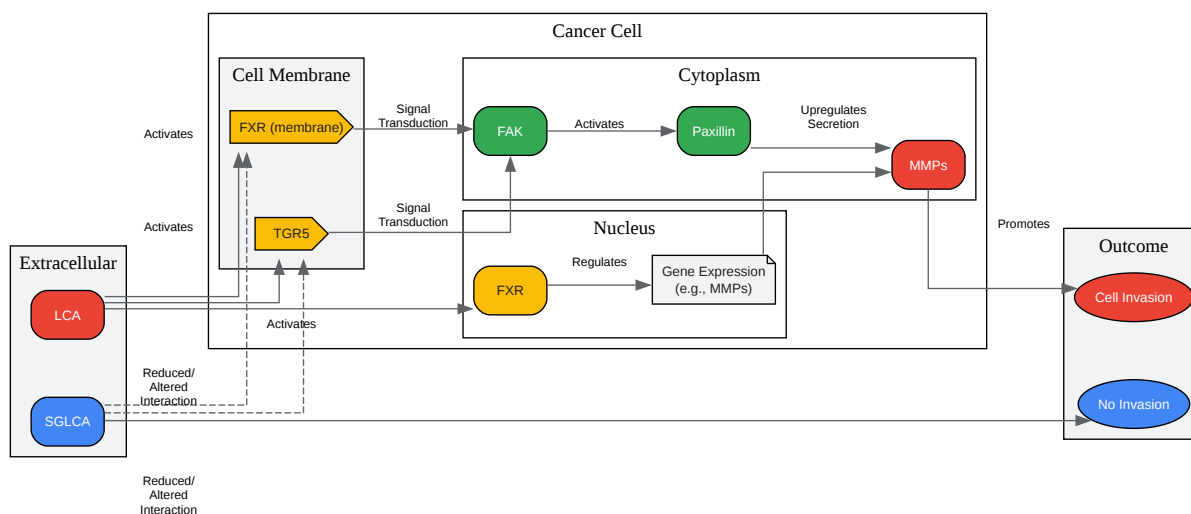 Cancer Cell
Cell Membrane
Cytoplasm
FXR (membrane)
Signal
Transduction
FAK
Activates
Paxillin
Upregulates
Secretion
MMPs
Activates
Activates
TGR5
Signal
Transduction
Nucleus
FXR
Regulates
Gene Expression
(e.g., MMPs)
Promotes
Extracellular
LCA
Activates
Outcome
Cell Invasion
Reduced/
Altered
Interaction
SGLCA
No Invasion
Reduced/
Altered
Interaction